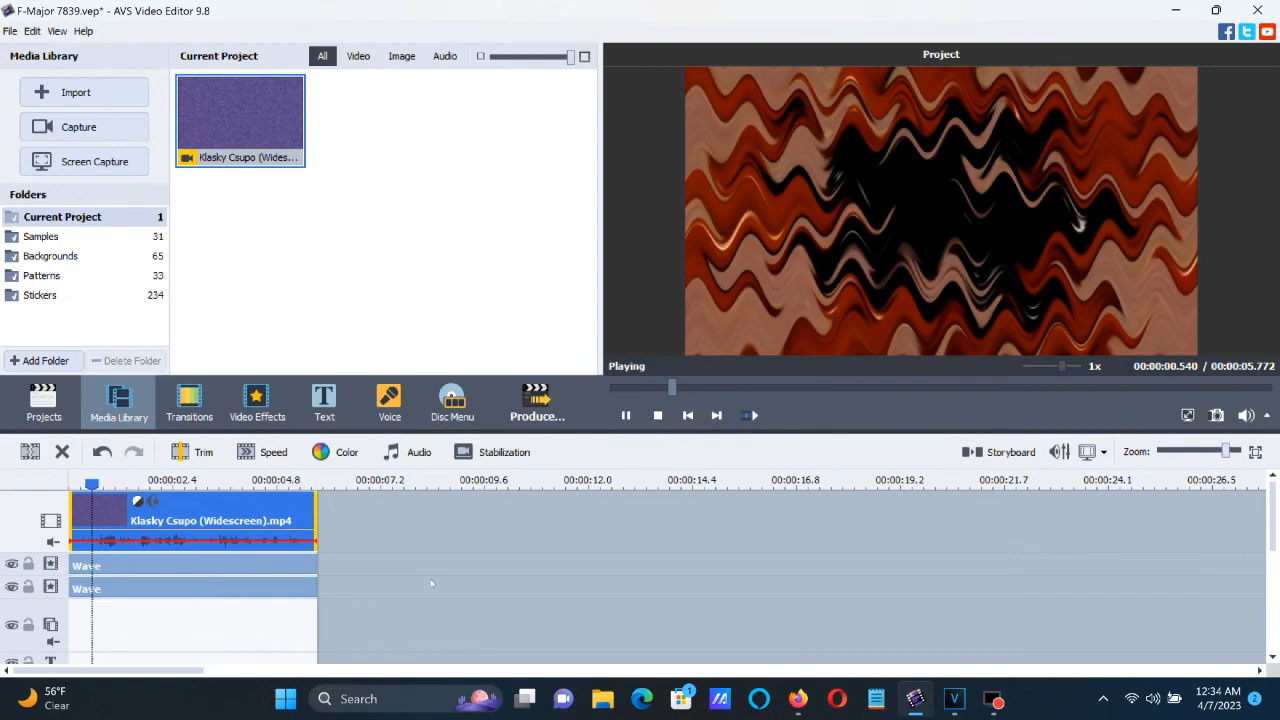 F-Major 7839.vep* - AVS Video Editor 9.8
File Edit View Help
Media Library
Import
Capture
Screen Capture
Folders
Current Project 1
Samples 31
Backgrounds 65
Patterns 33
Stickers 234
Add Folder Delete Folder
Current Project All Video Image Audio
Klasky Csupo (Wides...
Project
Playing 1x 00:00:00.540 / 00:00:05.772
Projects Media Library Transitions Video Effects Text Voice Disc Menu Produce...
Trim Speed Color Audio Stabilization Storyboard Zoom:
00:00:02.4 00:00:04.8 00:00:07.2 00:00:09.6 00:00:12.0 00:00:14.4 00:00:16.8 00:00:19.2 00:00:21.7 00:00:24.1 00:00:26.5
Klasky Csupo (Widescreen).mp4
Wave
Wave
56°F
Clear
Search
1
12:34 AM
4/7/2023
2